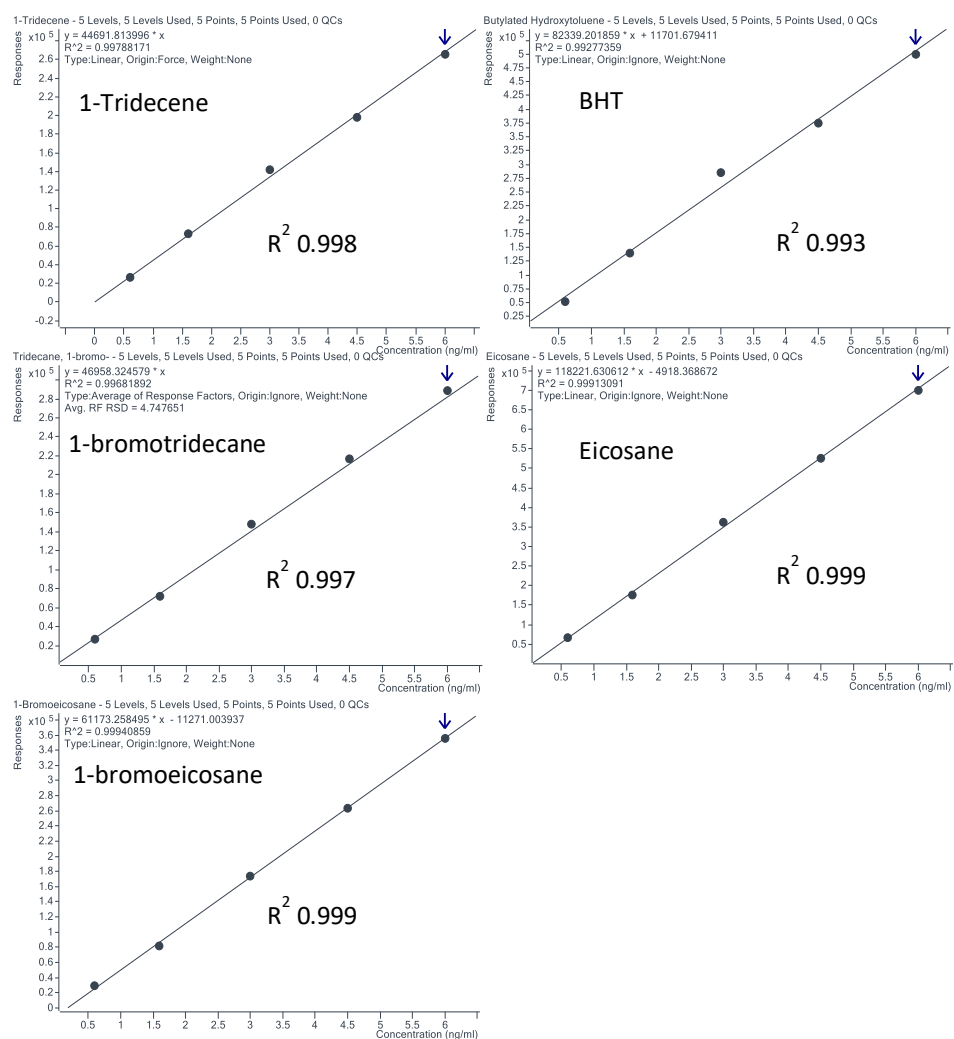 1-Tridecene - 5 Levels, 5 Levels Used, 5 Points, 5 Points Used, 0 QCs
Responses
x10 5
y = 44691.813996 * x
R^2 = 0.99788171
Type:Linear, Origin:Force, Weight:None
1-Tridecene
R2 0.998
2.6
2.4
2.2
2
1.8
1.6
1.4
1.2
1
0.8
0.6
0.4
0.2
0
-0.2
0 0.5 1 1.5 2 2.5 3 3.5 4 4.5 5 5.5 6
Concentration (ng/ml)
Butylated Hydroxytoluene - 5 Levels, 5 Levels Used, 5 Points, 5 Points Used, 0 QCs
Responses
x10 5
y = 82339.201859 * x + 11701.679411
R^2 = 0.99277359
Type:Linear, Origin:Ignore, Weight:None
BHT
R2 0.993
5
4.75
4.5
4.25
4
3.75
3.5
3.25
3
2.75
2.5
2.25
2
1.75
1.5
1.25
1
0.75
0.5
0.25
0.5 1 1.5 2 2.5 3 3.5 4 4.5 5 5.5 6
Concentration (ng/ml)
Tridecane, 1-bromo- - 5 Levels, 5 Levels Used, 5 Points, 5 Points Used, 0 QCs
Responses
x10 5
y = 46958.324579 * x
R^2 = 0.99681892
Type:Average of Response Factors, Origin:Ignore, Weight:None
Avg. RF RSD = 4.747651
1-bromotridecane
R2 0.997
2.8
2.6
2.4
2.2
2
1.8
1.6
1.4
1.2
1
0.8
0.6
0.4
0.2
0.5 1 1.5 2 2.5 3 3.5 4 4.5 5 5.5 6
Concentration (ng/ml)
Eicosane - 5 Levels, 5 Levels Used, 5 Points, 5 Points Used, 0 QCs
Responses
x10 5
y = 118221.630612 * x - 4918.368672
R^2 = 0.99913091
Type:Linear, Origin:Ignore, Weight:None
Eicosane
R2 0.999
7
6.5
6
5.5
5
4.5
4
3.5
3
2.5
2
1.5
1
0.5
0.5 1 1.5 2 2.5 3 3.5 4 4.5 5 5.5 6
Concentration (ng/ml)
1-Bromoeicosane - 5 Levels, 5 Levels Used, 5 Points, 5 Points Used, 0 QCs
Responses
x10 5
y = 61173.258495 * x - 11271.003937
R^2 = 0.99940859
Type:Linear, Origin:Ignore, Weight:None
1-bromoeicosane
R2 0.999
3.6
3.4
3.2
3
2.8
2.6
2.4
2.2
2
1.8
1.6
1.4
1.2
1
0.8
0.6
0.4
0.2
0
0.5 1 1.5 2 2.5 3 3.5 4 4.5 5 5.5 6
Concentration (ng/ml)